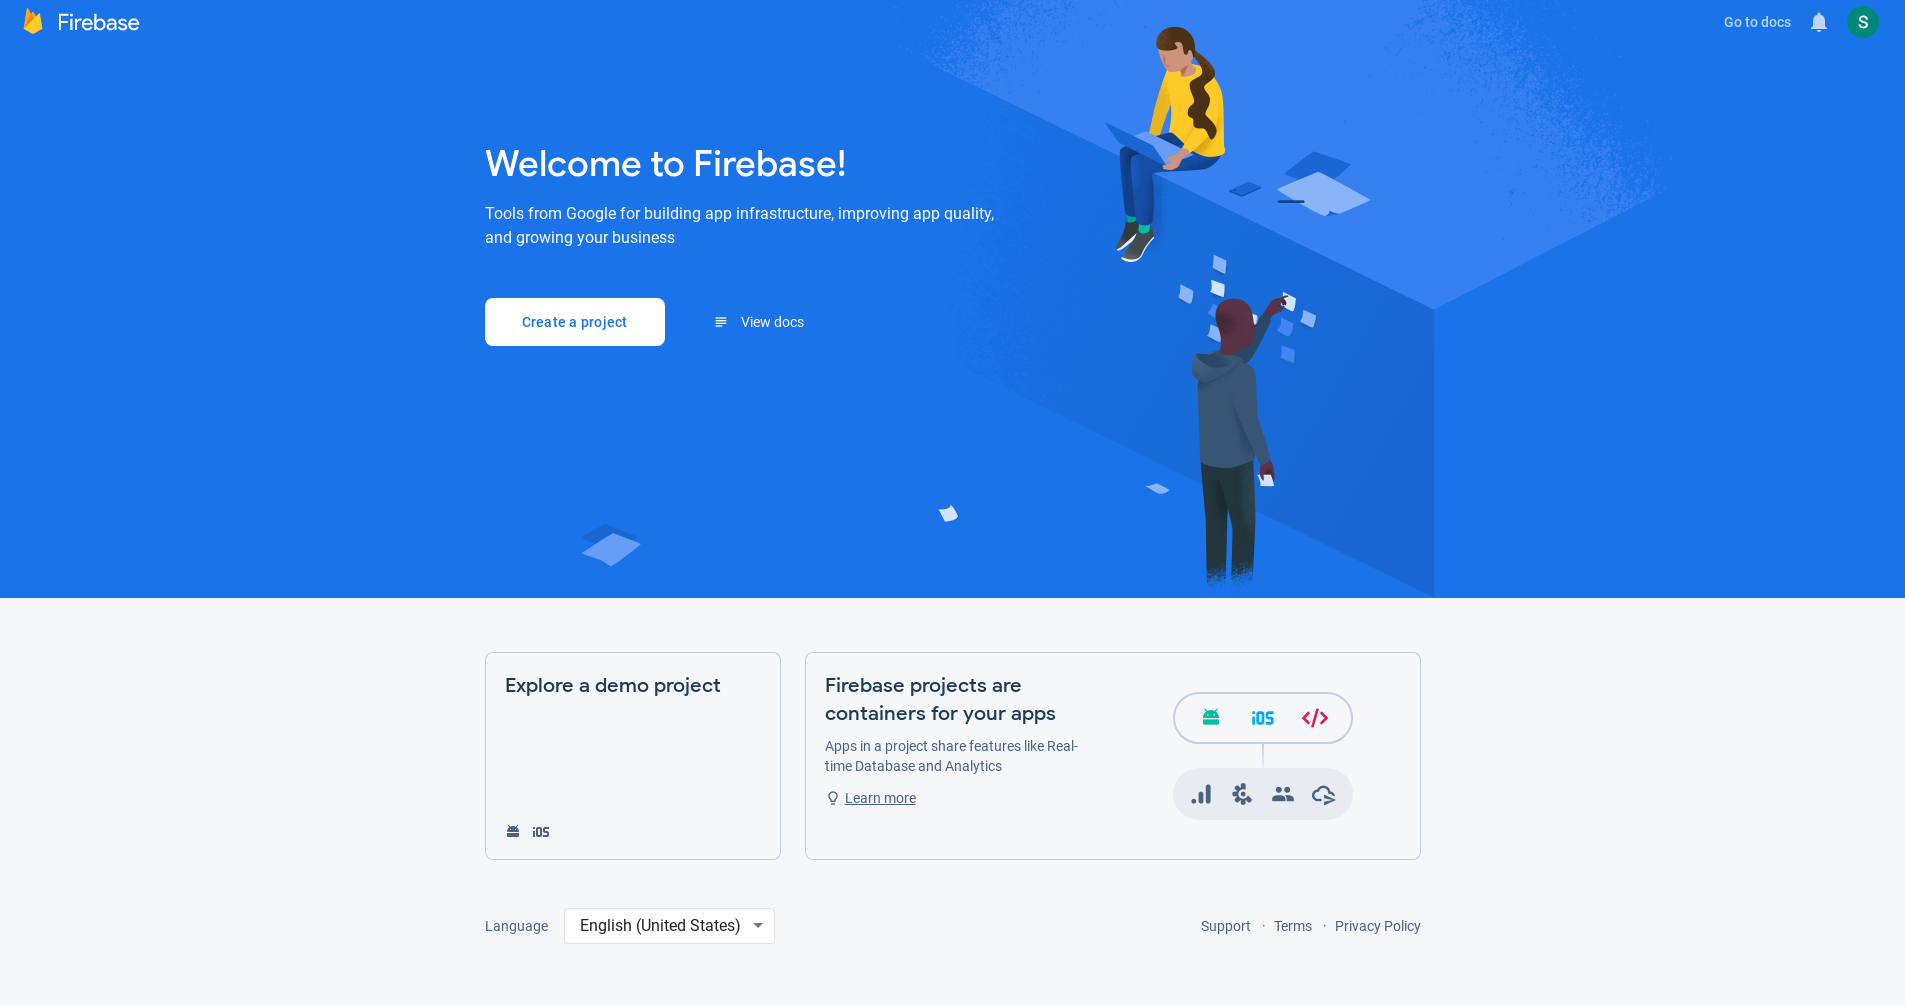 Firebase
Go to docs
S
Welcome to Firebase!
Tools from Google for building app infrastructure, improving app quality,
and growing your business
Create a project
View docs
Explore a demo project
iOS
Firebase projects are
containers for your apps
Apps in a project share features like Real-
time Database and Analytics
Learn more
iOS </>
Language
English (United States)
Support · Terms · Privacy Policy